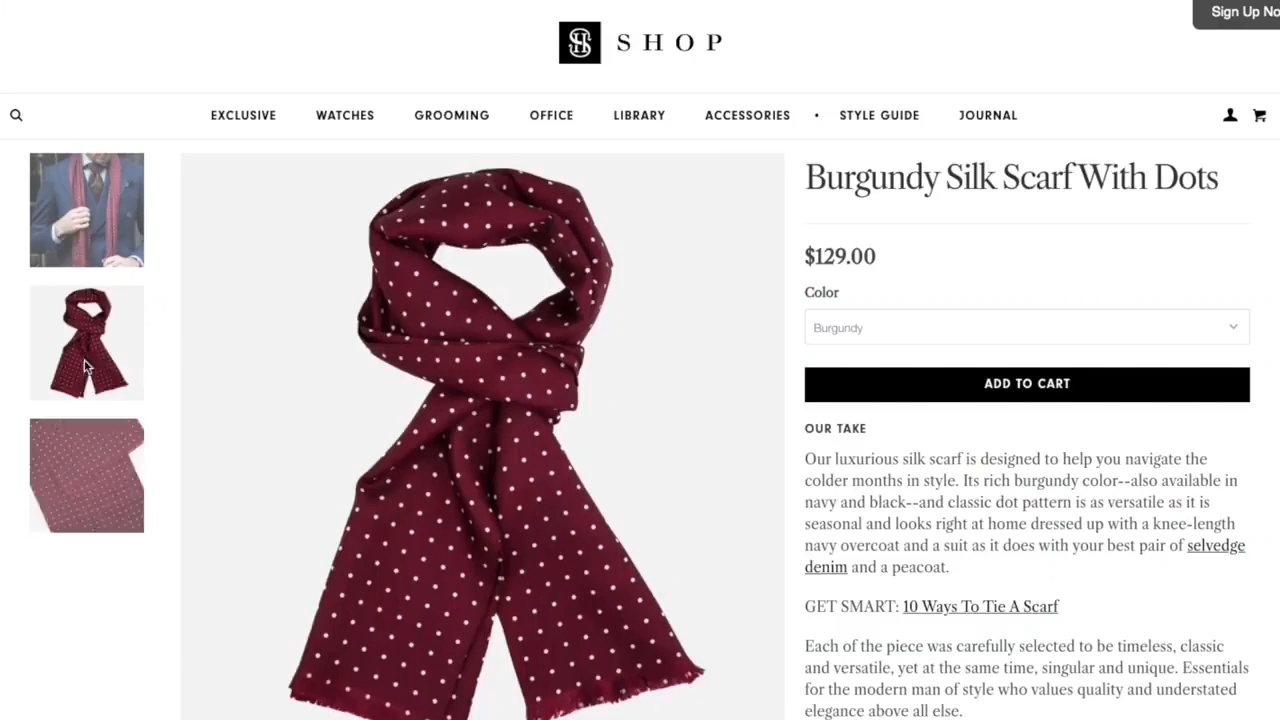 Sign Up No
SH SHOP
EXCLUSIVE WATCHES GROOMING OFFICE LIBRARY ACCESSORIES • STYLE GUIDE JOURNAL
Burgundy Silk Scarf With Dots
$129.00
Color
Burgundy
ADD TO CART
OUR TAKE
Our luxurious silk scarf is designed to help you navigate the
colder months in style. Its rich burgundy color--also available in
navy and black--and classic dot pattern is as versatile as it is
seasonal and looks right at home dressed up with a knee-length
navy overcoat and a suit as it does with your best pair of selvedge
denim and a peacoat.
GET SMART: 10 Ways To Tie A Scarf
Each of the piece was carefully selected to be timeless, classic
and versatile, yet at the same time, singular and unique. Essentials
for the modern man of style who values quality and understated
elegance above all else.